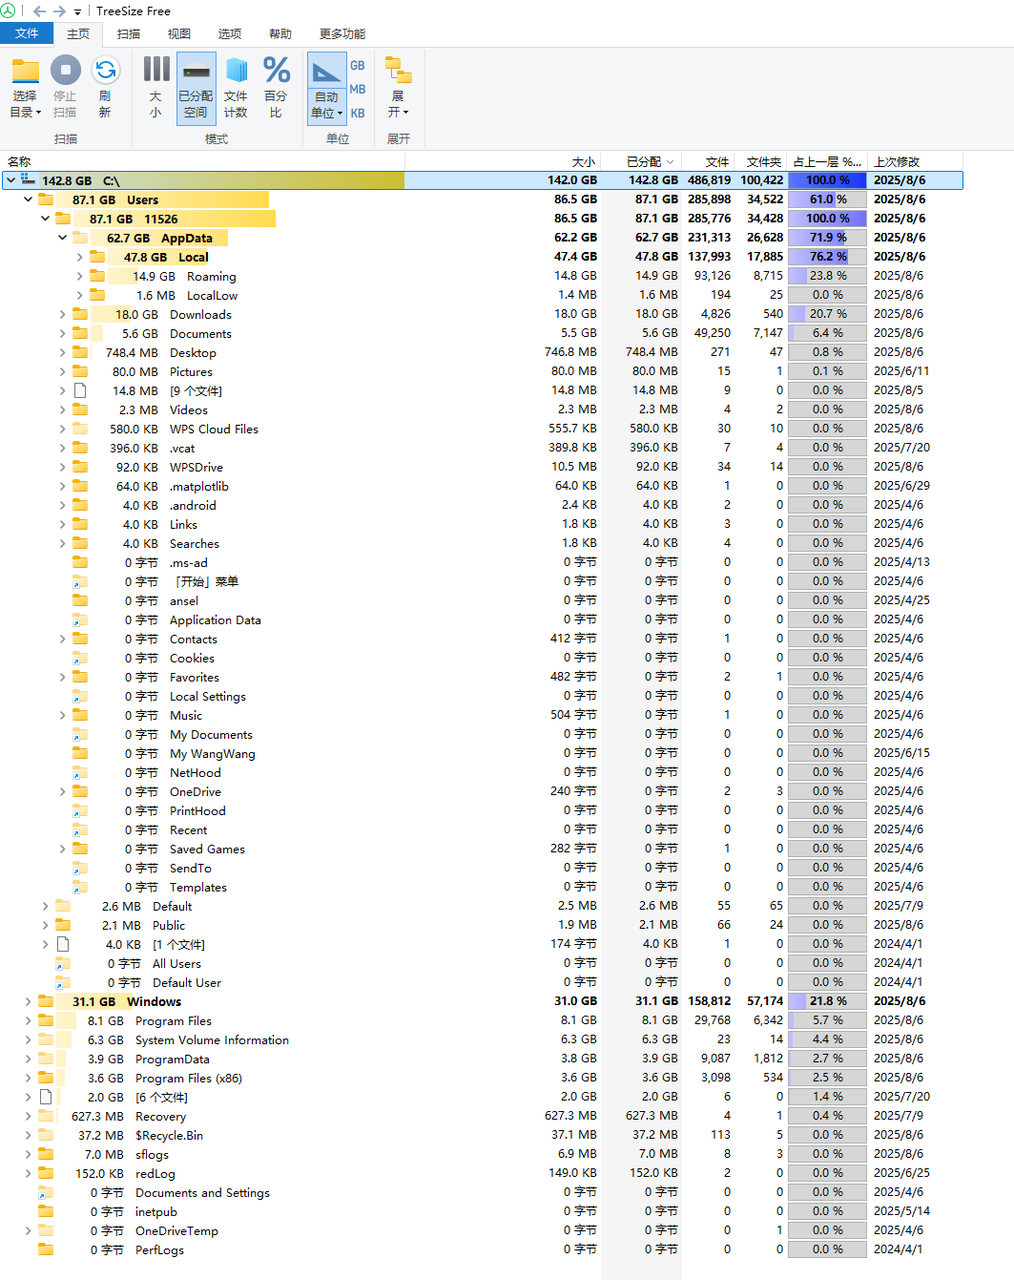 TreeSize Free
文件 主页 扫描 视图 选项 帮助 更多功能
选择目录 停止扫描 刷新 大小 已分配空间 文件计数 百分比 自动单位 GB MB KB 展开
扫描 模式 单位 展开
名称 大小 已分配 文件 文件夹 占上一层 %... 上次修改
142.8 GB C:\ 142.0 GB 142.8 GB 486,819 100,422 100.0 % 2025/8/6
87.1 GB Users 86.5 GB 87.1 GB 285,898 34,522 61.0 % 2025/8/6
87.1 GB 11526 86.5 GB 87.1 GB 285,776 34,428 100.0 % 2025/8/6
62.7 GB AppData 62.2 GB 62.7 GB 231,313 26,628 71.9 % 2025/8/6
47.8 GB Local 47.4 GB 47.8 GB 137,993 17,885 76.2 % 2025/8/6
14.9 GB Roaming 14.8 GB 14.9 GB 93,126 8,715 23.8 % 2025/8/6
1.6 MB LocalLow 1.4 MB 1.6 MB 194 25 0.0 % 2025/8/6
18.0 GB Downloads 18.0 GB 18.0 GB 4,826 540 20.7 % 2025/8/6
5.6 GB Documents 5.5 GB 5.6 GB 49,250 7,147 6.4 % 2025/8/6
748.4 MB Desktop 746.8 MB 748.4 MB 271 47 0.8 % 2025/8/6
80.0 MB Pictures 80.0 MB 80.0 MB 15 1 0.1 % 2025/6/11
14.8 MB [9 个文件] 14.8 MB 14.8 MB 9 0 0.0 % 2025/8/5
2.3 MB Videos 2.3 MB 2.3 MB 4 2 0.0 % 2025/8/6
580.0 KB WPS Cloud Files 555.7 KB 580.0 KB 30 10 0.0 % 2025/8/6
396.0 KB .vcat 389.8 KB 396.0 KB 7 4 0.0 % 2025/7/20
92.0 KB WPSDrive 10.5 MB 92.0 KB 34 14 0.0 % 2025/8/6
64.0 KB .matplotlib 64.0 KB 64.0 KB 1 0 0.0 % 2025/6/29
4.0 KB .android 2.4 KB 4.0 KB 2 0 0.0 % 2025/4/6
4.0 KB Links 1.8 KB 4.0 KB 3 0 0.0 % 2025/4/6
4.0 KB Searches 1.8 KB 4.0 KB 4 0 0.0 % 2025/4/6
0 字节 .ms-ad 0 字节 0 字节 0 0 0.0 % 2025/4/13
0 字节 「开始」菜单 0 字节 0 字节 0 0 0.0 % 2025/4/6
0 字节 ansel 0 字节 0 字节 0 0 0.0 % 2025/4/25
0 字节 Application Data 0 字节 0 字节 0 0 0.0 % 2025/4/6
0 字节 Contacts 412 字节 0 字节 1 0 0.0 % 2025/4/6
0 字节 Cookies 0 字节 0 字节 0 0 0.0 % 2025/4/6
0 字节 Favorites 482 字节 0 字节 2 1 0.0 % 2025/4/6
0 字节 Local Settings 0 字节 0 字节 0 0 0.0 % 2025/4/6
0 字节 Music 504 字节 0 字节 1 0 0.0 % 2025/4/6
0 字节 My Documents 0 字节 0 字节 0 0 0.0 % 2025/4/6
0 字节 My WangWang 0 字节 0 字节 0 0 0.0 % 2025/6/15
0 字节 NetHood 0 字节 0 字节 0 0 0.0 % 2025/4/6
0 字节 OneDrive 240 字节 0 字节 2 3 0.0 % 2025/4/6
0 字节 PrintHood 0 字节 0 字节 0 0 0.0 % 2025/4/6
0 字节 Recent 0 字节 0 字节 0 0 0.0 % 2025/4/6
0 字节 Saved Games 282 字节 0 字节 1 0 0.0 % 2025/4/6
0 字节 SendTo 0 字节 0 字节 0 0 0.0 % 2025/4/6
0 字节 Templates 0 字节 0 字节 0 0 0.0 % 2025/4/6
2.6 MB Default 2.5 MB 2.6 MB 55 65 0.0 % 2025/7/9
2.1 MB Public 1.9 MB 2.1 MB 66 24 0.0 % 2025/8/6
4.0 KB [1 个文件] 174 字节 4.0 KB 1 0 0.0 % 2024/4/1
0 字节 All Users 0 字节 0 字节 0 0 0.0 % 2024/4/1
0 字节 Default User 0 字节 0 字节 0 0 0.0 % 2024/4/1
31.1 GB Windows 31.0 GB 31.1 GB 158,812 57,174 21.8 % 2025/8/6
8.1 GB Program Files 8.1 GB 8.1 GB 29,768 6,342 5.7 % 2025/8/6
6.3 GB System Volume Information 6.3 GB 6.3 GB 23 14 4.4 % 2025/8/6
3.9 GB ProgramData 3.8 GB 3.9 GB 9,087 1,812 2.7 % 2025/8/6
3.6 GB Program Files (x86) 3.6 GB 3.6 GB 3,098 534 2.5 % 2025/8/6
2.0 GB [6 个文件] 2.0 GB 2.0 GB 6 0 1.4 % 2025/7/20
627.3 MB Recovery 627.3 MB 627.3 MB 4 1 0.4 % 2025/7/9
37.2 MB $Recycle.Bin 37.1 MB 37.2 MB 113 5 0.0 % 2025/8/6
7.0 MB sflogs 6.9 MB 7.0 MB 8 3 0.0 % 2025/8/6
152.0 KB redLog 149.0 KB 152.0 KB 2 0 0.0 % 2025/6/25
0 字节 Documents and Settings 0 字节 0 字节 0 0 0.0 % 2025/4/6
0 字节 inetpub 0 字节 0 字节 0 0 0.0 % 2025/5/14
0 字节 OneDriveTemp 0 字节 0 字节 0 1 0.0 % 2025/4/6
0 字节 PerfLogs 0 字节 0 字节 0 0 0.0 % 2024/4/1